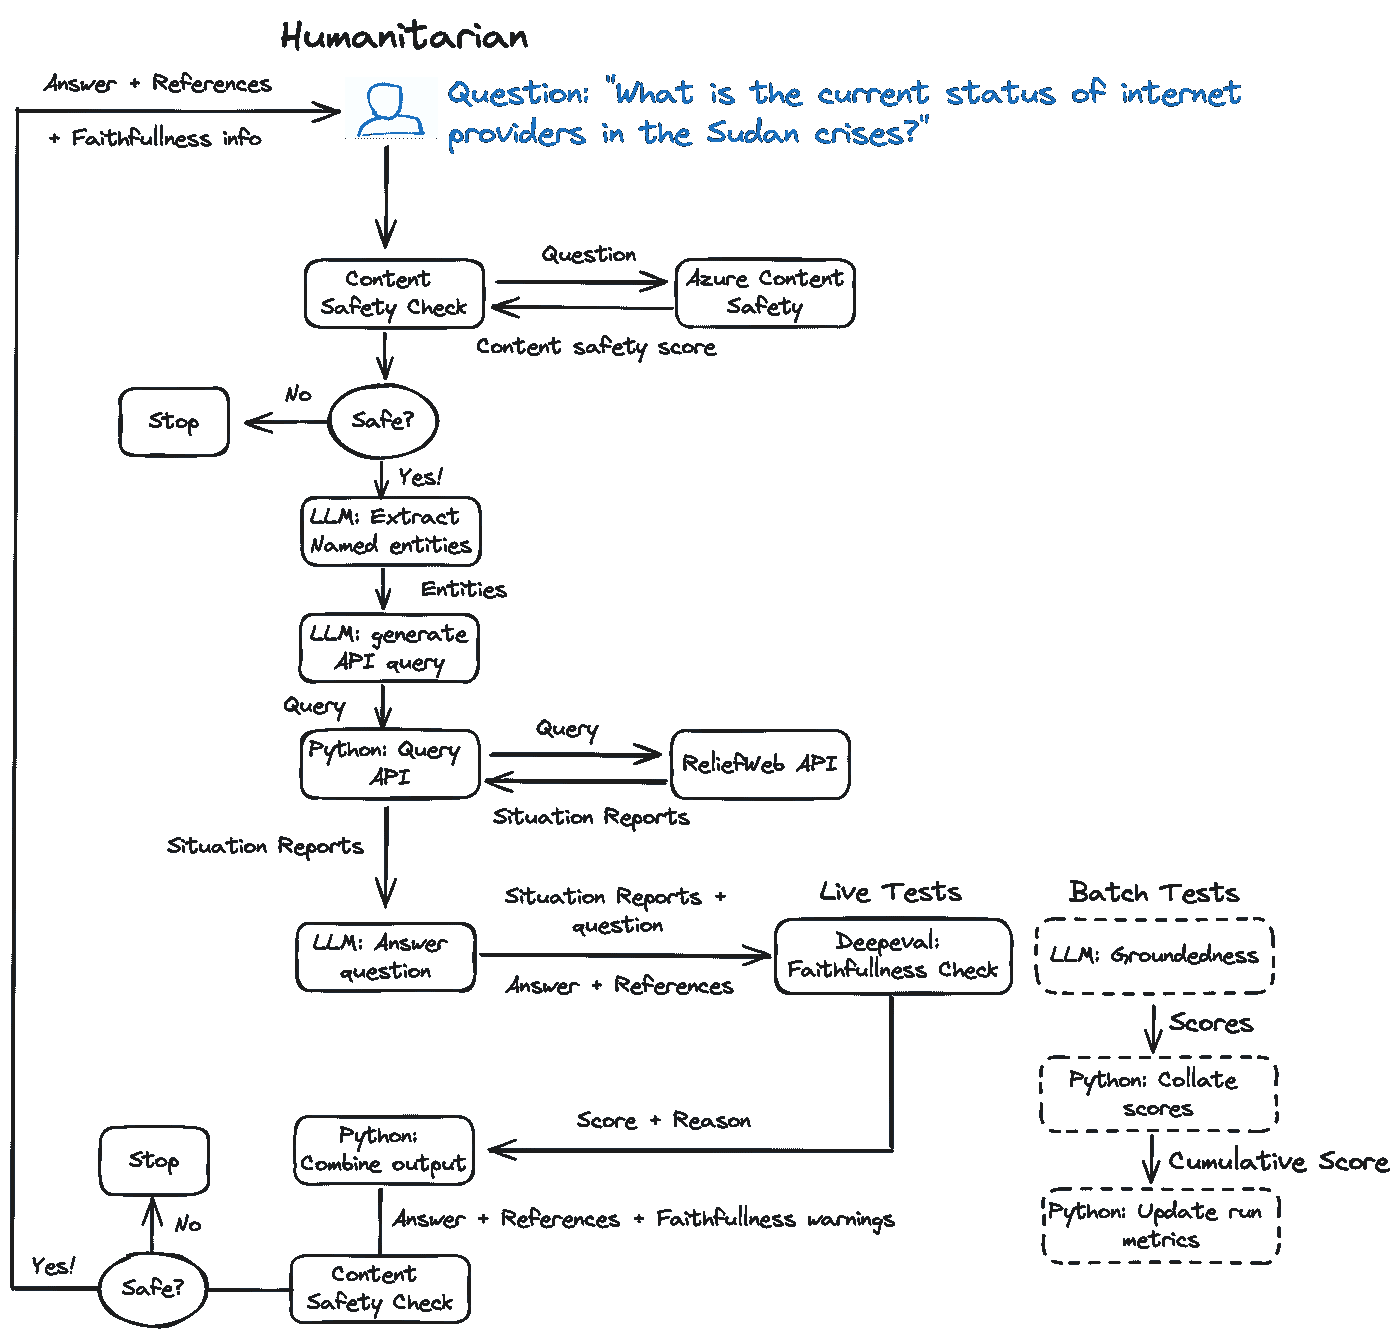 Humanitarian
Answer + References
+ Faithfullness info
Question: "What is the current status of internet
providers in the Sudan crises?"
Content
Safety Check
Question
Azure Content
Safety
Content safety score
No
Stop
Safe?
Yes!
LLM: Extract
Named entities
Entities
LLM: generate
API query
Query
Python: Query
API
Query
ReliefWeb API
Situation Reports
Situation Reports
LLM: Answer
question
Situation Reports +
question
Answer + References
Live Tests
Deepeval:
Faithfullness Check
Batch Tests
LLM: Groundedness
Scores
Python: Collate
scores
Cumulative Score
Python: Update run
metrics
Score + Reason
Python:
Combine output
Answer + References + Faithfullness warnings
Content
Safety Check
Stop
No
Safe?
Yes!